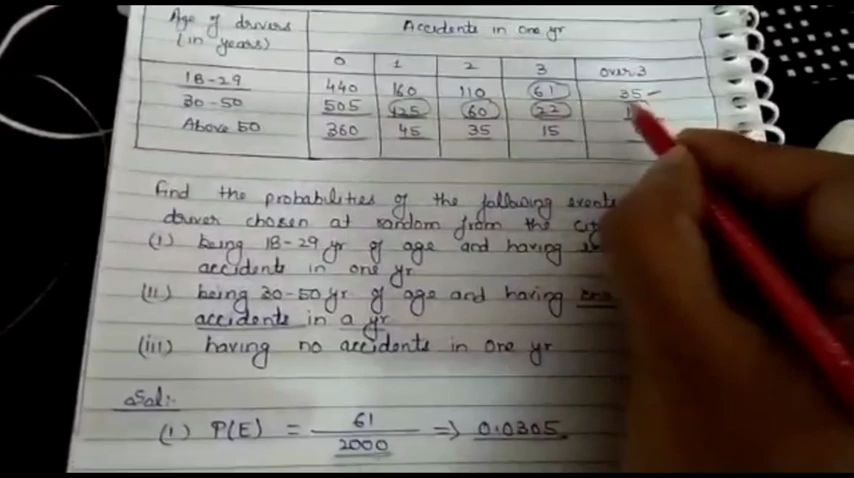 Age of drivers (in years) Accidents in one yr
0 1 2 3 over 3
18-29 440 160 110 61 35
30-50 505 125 60 22
Above 50 360 45 35 15
Find the probabilities of the following events
driver chosen at random from the city
(i) being 18-29 yr of age and having
accidents in one yr
(ii) being 30-50 yr of age and having one
accidents in a yr
(iii) having no accidents in one yr
Sol:-
(i) P(E) = 61/2000 => 0.0305